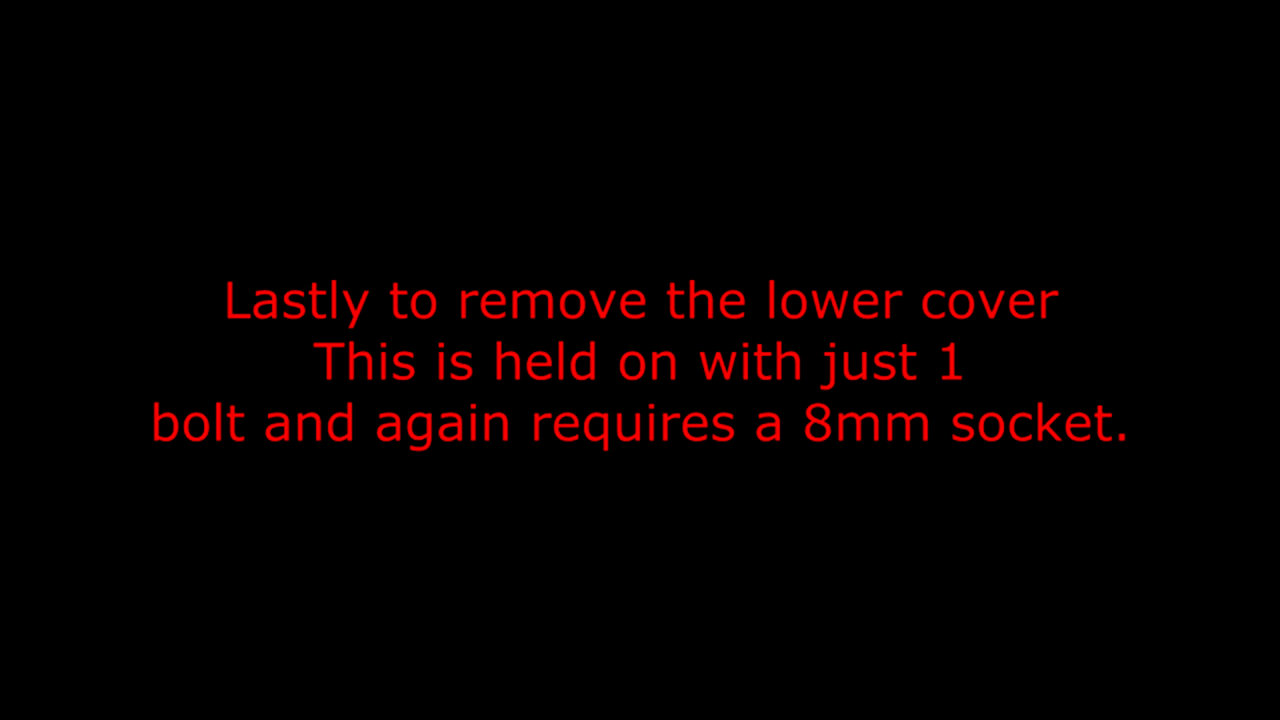 Lastly to remove the lower cover
This is held on with just 1
bolt and again requires a 8mm socket.